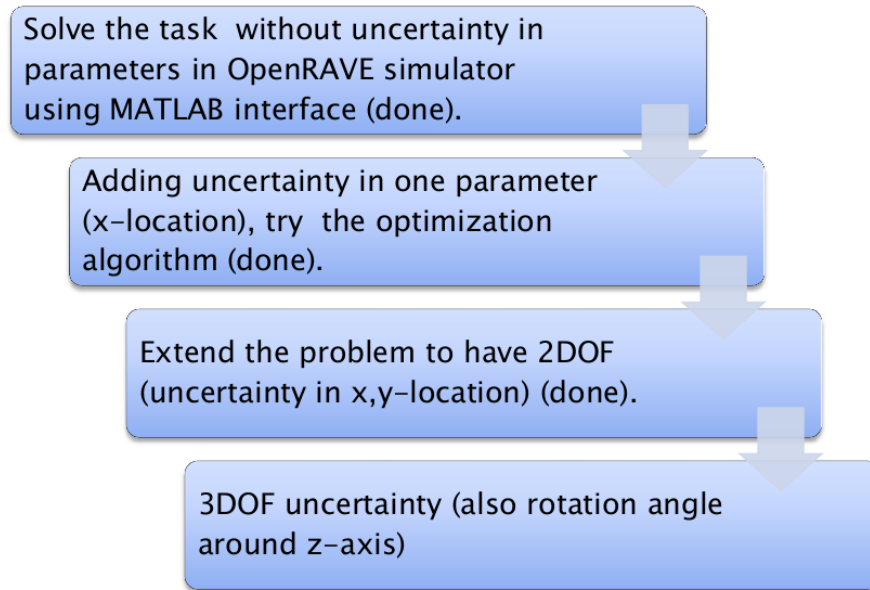 Solve the task without uncertainty in
parameters in OpenRAVE simulator
using MATLAB interface (done).
Adding uncertainty in one parameter
(x-location), try the optimization
algorithm (done).
Extend the problem to have 2DOF
(uncertainty in x,y-location) (done).
3DOF uncertainty (also rotation angle
around z-axis)